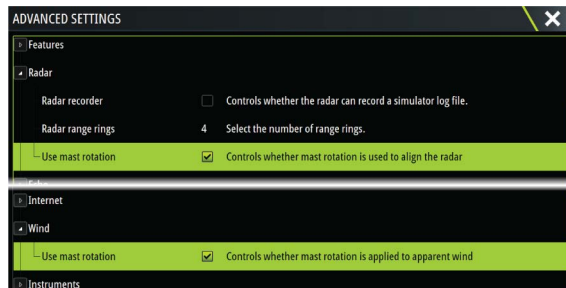 ADVANCED SETTINGS
Features
Radar
Radar recorder Controls whether the radar can record a simulator log file.
Radar range rings 4 Select the number of range rings.
Use mast rotation Controls whether mast rotation is used to align the radar
Internet
Wind
Use mast rotation Controls whether mast rotation is applied to apparent wind
Instruments